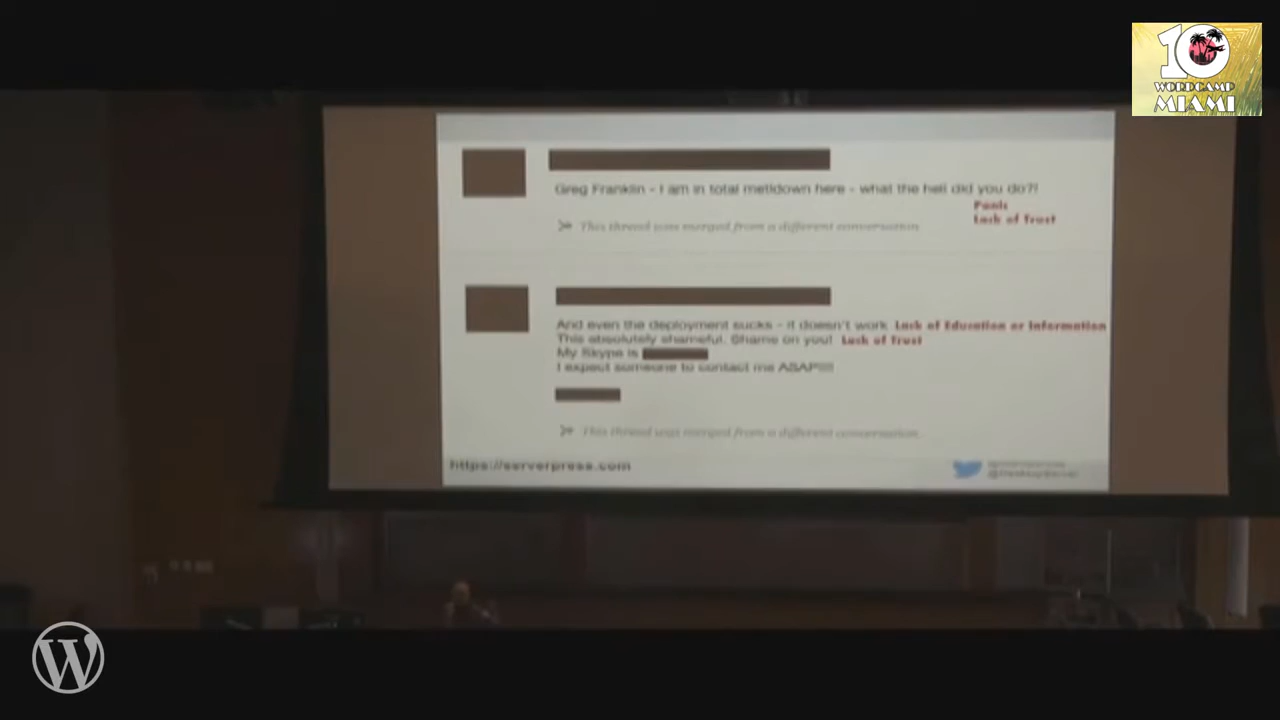 10
WORDCAMP
MIAMI
Greg Franklin - I am in total metldown here - what the hell did you do?!
Panic
Lack of Trust
This thread was merged from a different conversation
And even the deployment sucks - it doesn't work Lack of Education or Information
This absolutely shameful. Shame on you! Lack of Trust
My Skype is
I expect someone to contact me ASAP!!!!
This thread was merged from a different conversation
https://serverpress.com